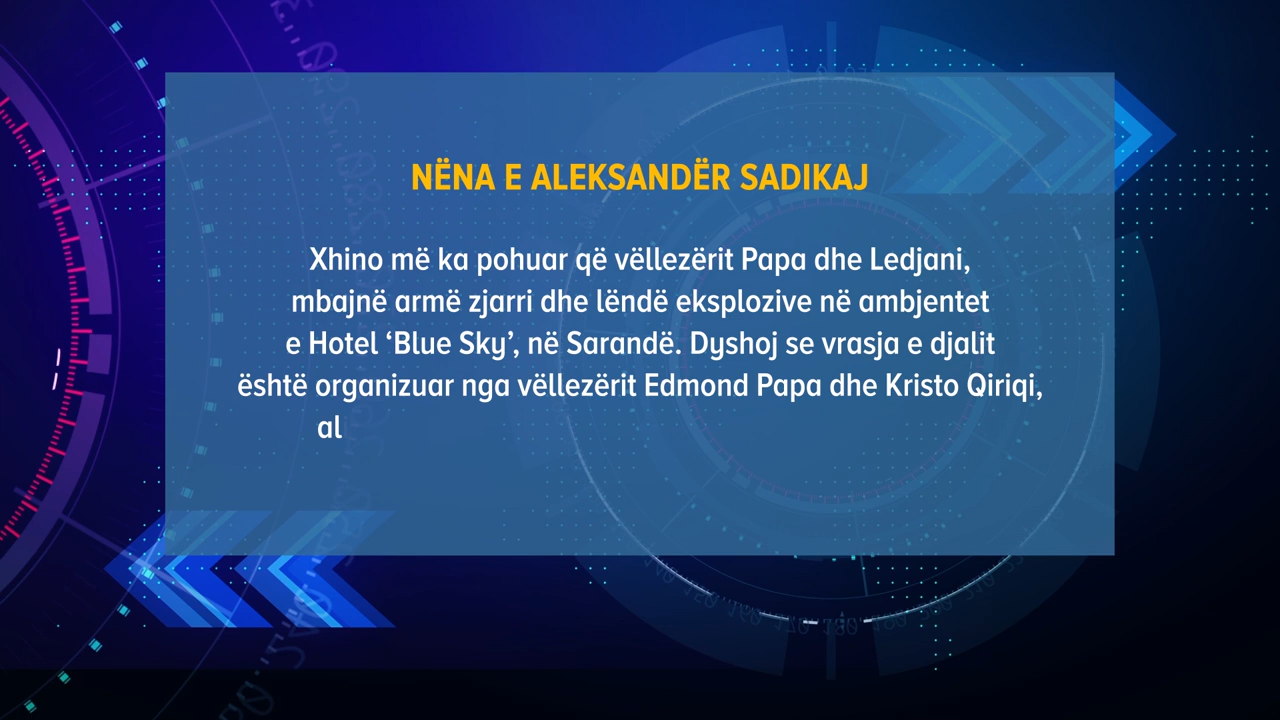 NËNA E ALEKSANDËR SADIKAJ
Xhino më ka pohuar që vëllezërit Papa dhe Ledjani,
mbajnë armë zjarri dhe lëndë eksplozive në ambjentet
e Hotel ‘Blue Sky’, në Sarandë. Dyshoj se vrasja e djalit
është organizuar nga vëllezërit Edmond Papa dhe Kristo Qiriqi,
al